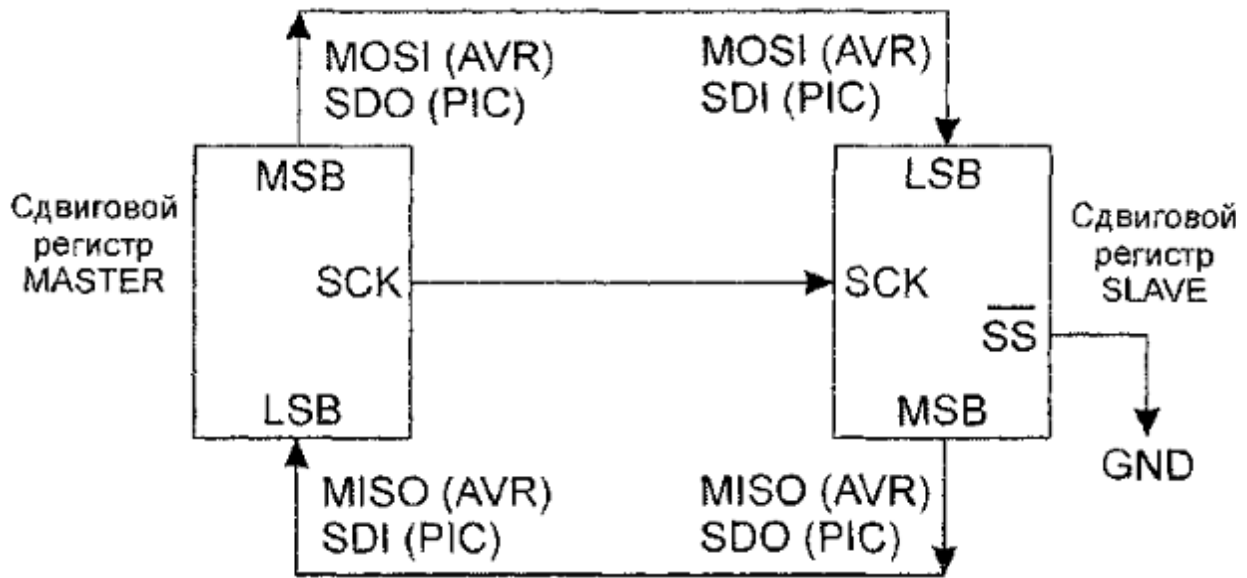 MOSI (AVR)
SDO (PIC)
MOSI (AVR)
SDI (PIC)
Сдвиговой
регистр
MASTER
MSB
SCK
LSB
LSB
SCK
SS
MSB
Сдвиговой
регистр
SLAVE
GND
MISO (AVR)
SDI (PIC)
MISO (AVR)
SDO (PIC)